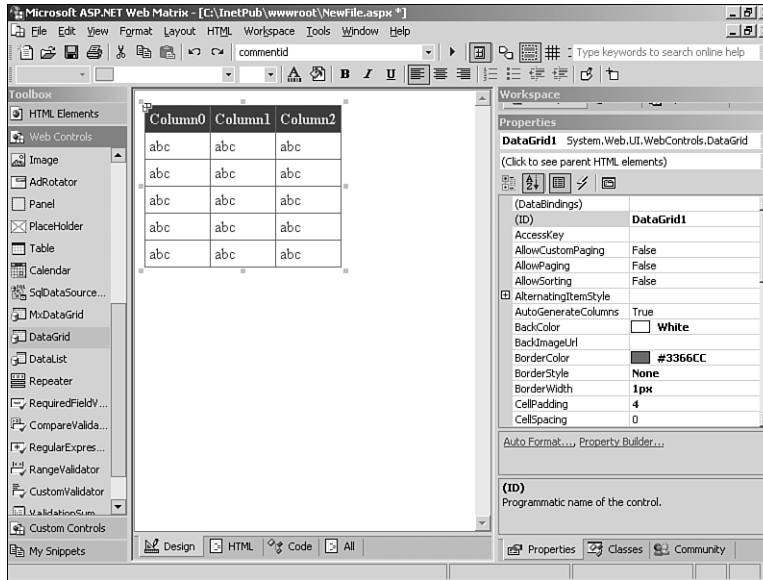 Microsoft ASP.NET Web Matrix - [C:\InetPub\wwwroot\NewFile.aspx *]
File Edit View Format Layout HTML Workspace Tools Window Help
commentid
Type keywords to search online help
B I U
Toolbox
HTML Elements
Web Controls
Image
AdRotator
Panel
PlaceHolder
Table
Calendar
SqlDataSource...
MxDataGrid
DataGrid
DataList
Repeater
RequiredFieldV...
CompareValida...
RegularExpres...
RangeValidator
CustomValidator
ValidationSum
Custom Controls
My Snippets
Column0 Column1 Column2
abc abc abc
abc abc abc
abc abc abc
abc abc abc
abc abc abc
Design HTML Code All
Workspace
Properties
DataGrid1 System.Web.UI.WebControls.DataGrid
(Click to see parent HTML elements)
(DataBindings)
(ID) DataGrid1
AccessKey
AllowCustomPaging False
AllowPaging False
AllowSorting False
AlternatingItemStyle
AutoGenerateColumns True
BackColor White
BackImageUrl
BorderColor #3366CC
BorderStyle None
BorderWidth 1px
CellPadding 4
CellSpacing 0
Auto Format..., Property Builder...
(ID)
Programmatic name of the control.
Properties Classes Community